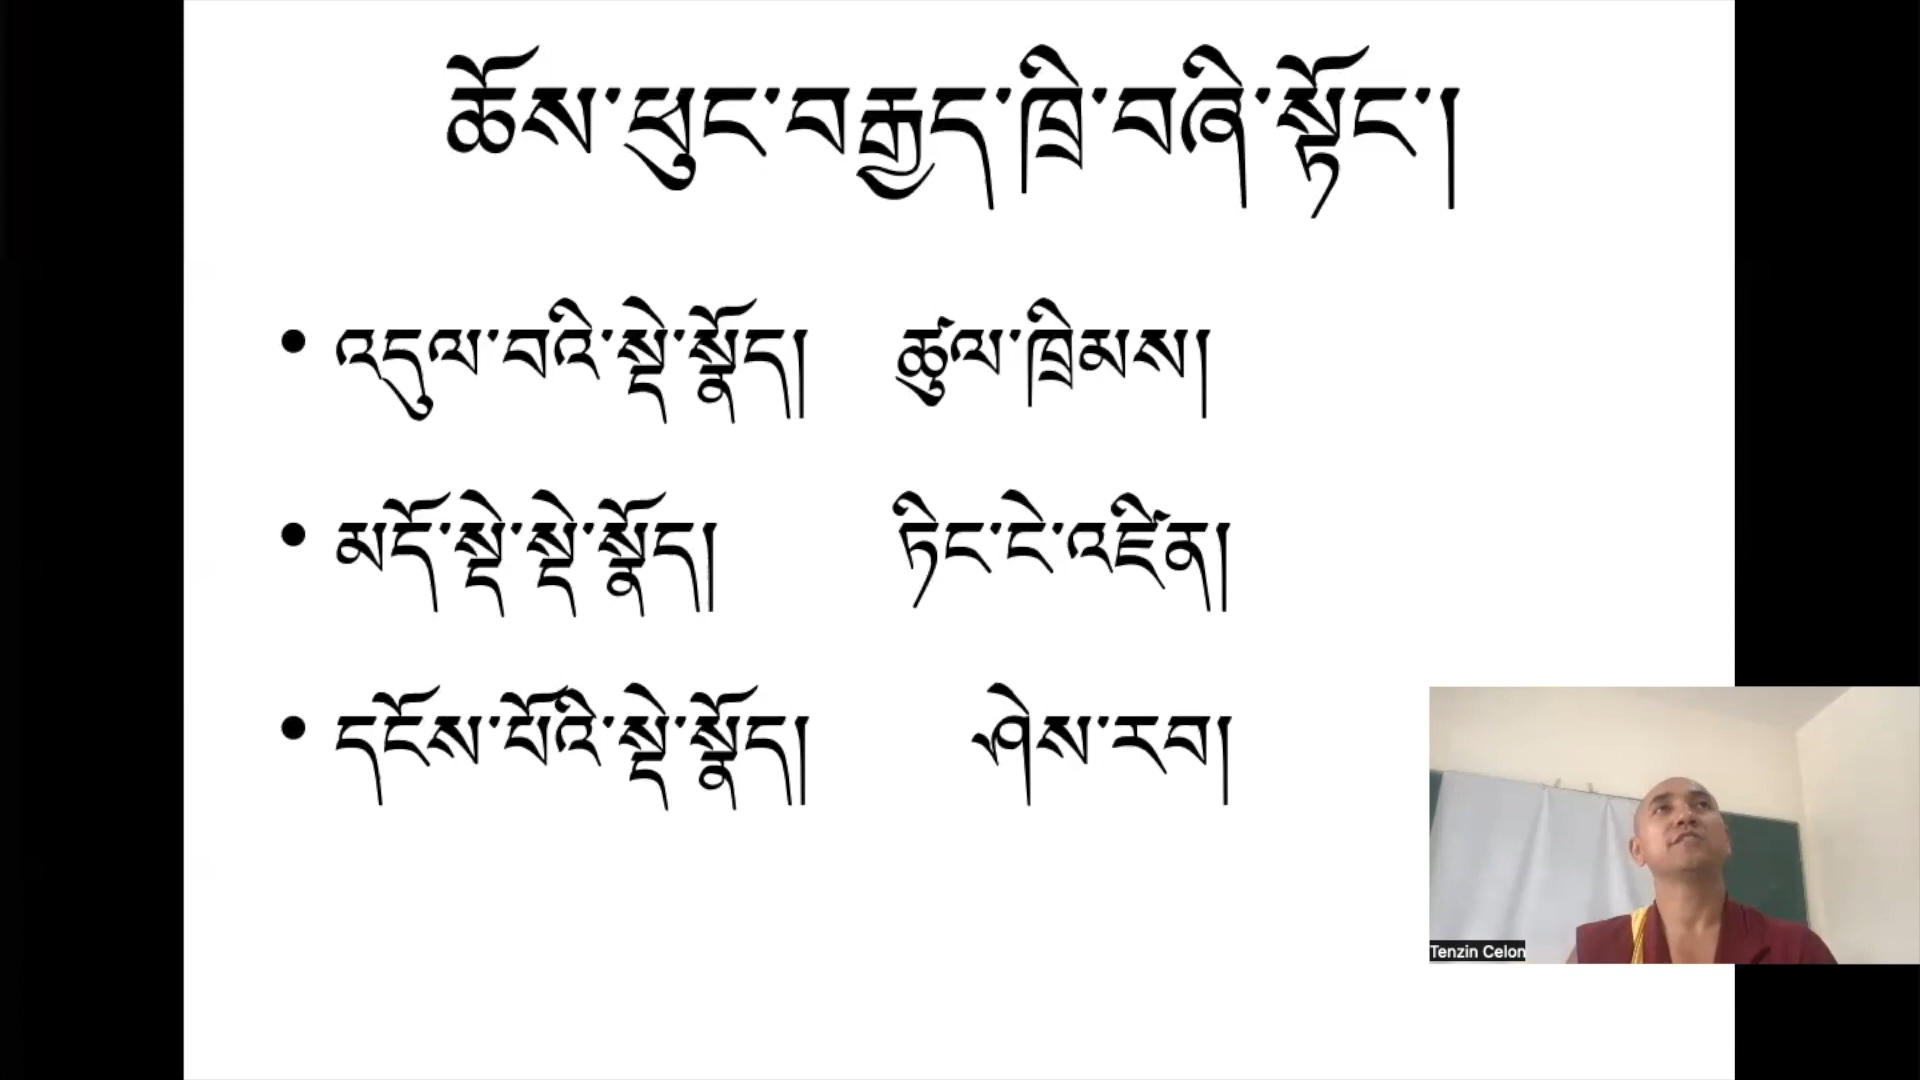 ཆོས་ཕུང་བརྒྱད་ཁྲི་བཞི་སྟོང་།
• འདུལ་བའི་སྡེ་སྣོད། ཚུལ་ཁྲིམས།
• མདོ་སྡེ་སྡེ་སྣོད། ཏིང་ངེ་འཛིན།
• དངོས་པོའི་སྡེ་སྣོད། ཤེས་རབ།
Tenzin Celon